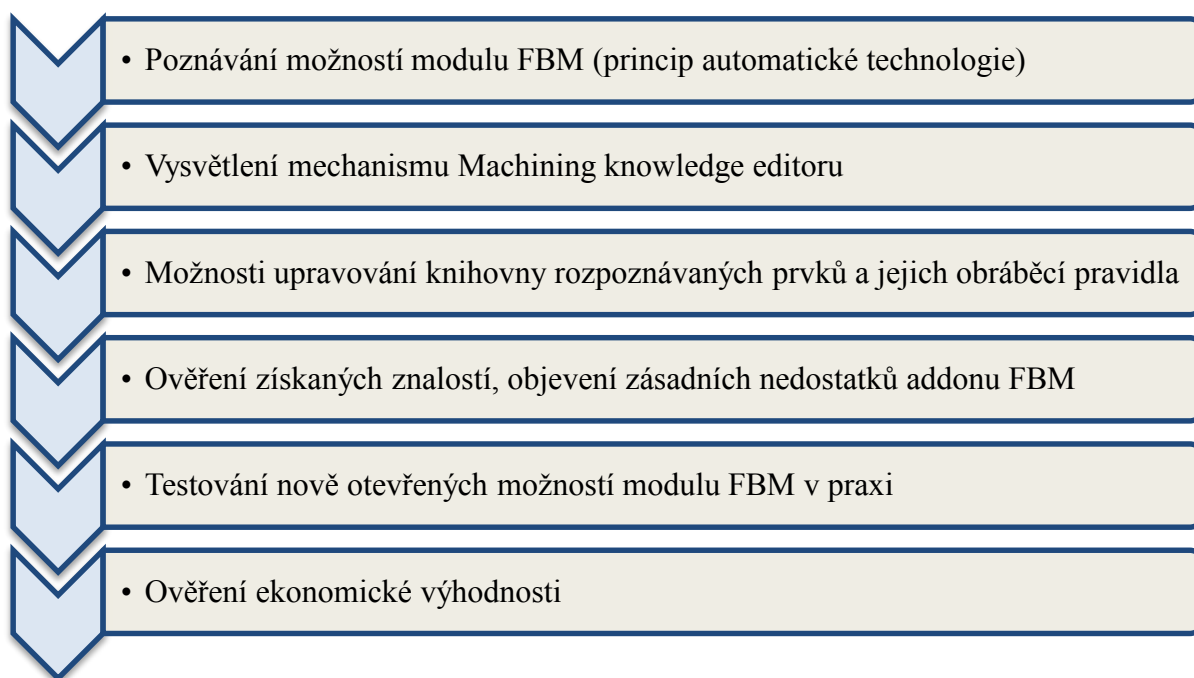 • Poznávání možností modulu FBM (princip automatické technologie)
• Vysvětlení mechanismu Machining knowledge editoru
• Možnosti upravování knihovny rozpoznávaných prvků a jejich obráběcí pravidla
• Ověření získaných znalostí, objevení zásadních nedostatků addonu FBM
• Testování nově otevřených možností modulu FBM v praxi
• Ověření ekonomické výhodnosti